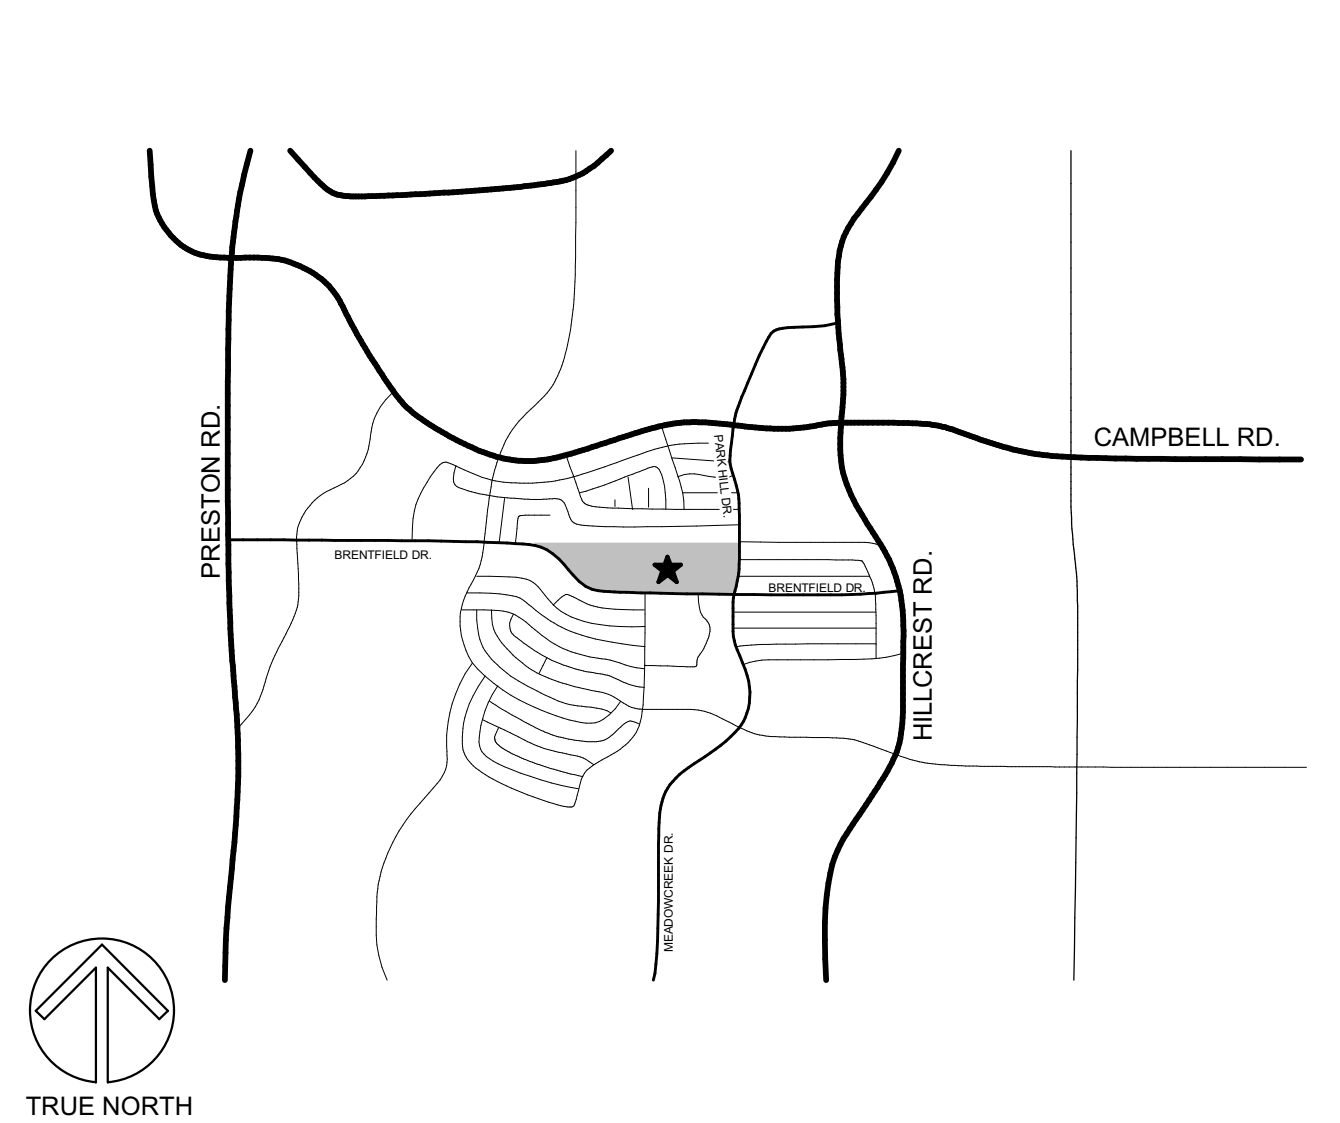 PARK HILL DR.
CAMPBELL RD.
PRESTON RD.
BRENTFIELD DR.
BRENTFIELD DR.
HILLCREST RD.
MEADOWCREEK DR.
TRUE NORTH